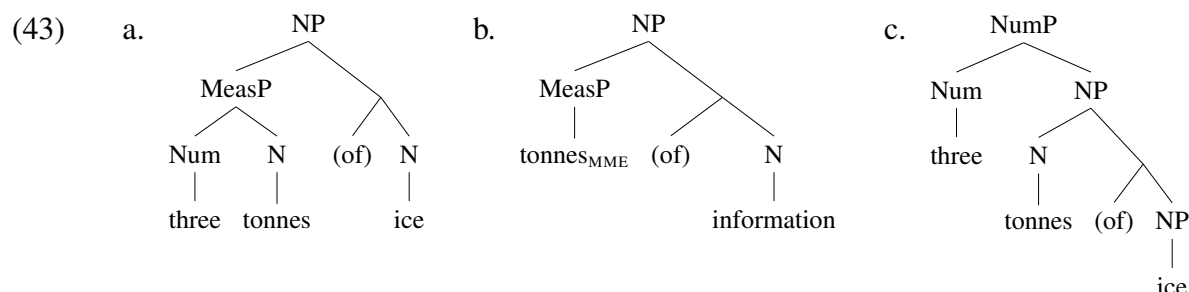 (43) a. NP b. NP c. NumP
MeasP MeasP Num NP
Num N (of) N tonnesMME (of) N three N
three tonnes ice information tonnes (of) NP
ice